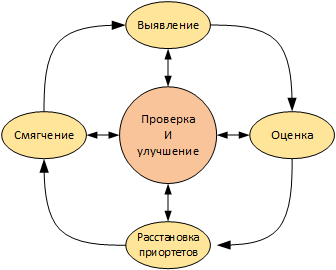 Выявление
Смягчение
Проверка
И
улучшение
Оценка
Расстановка
приортетов